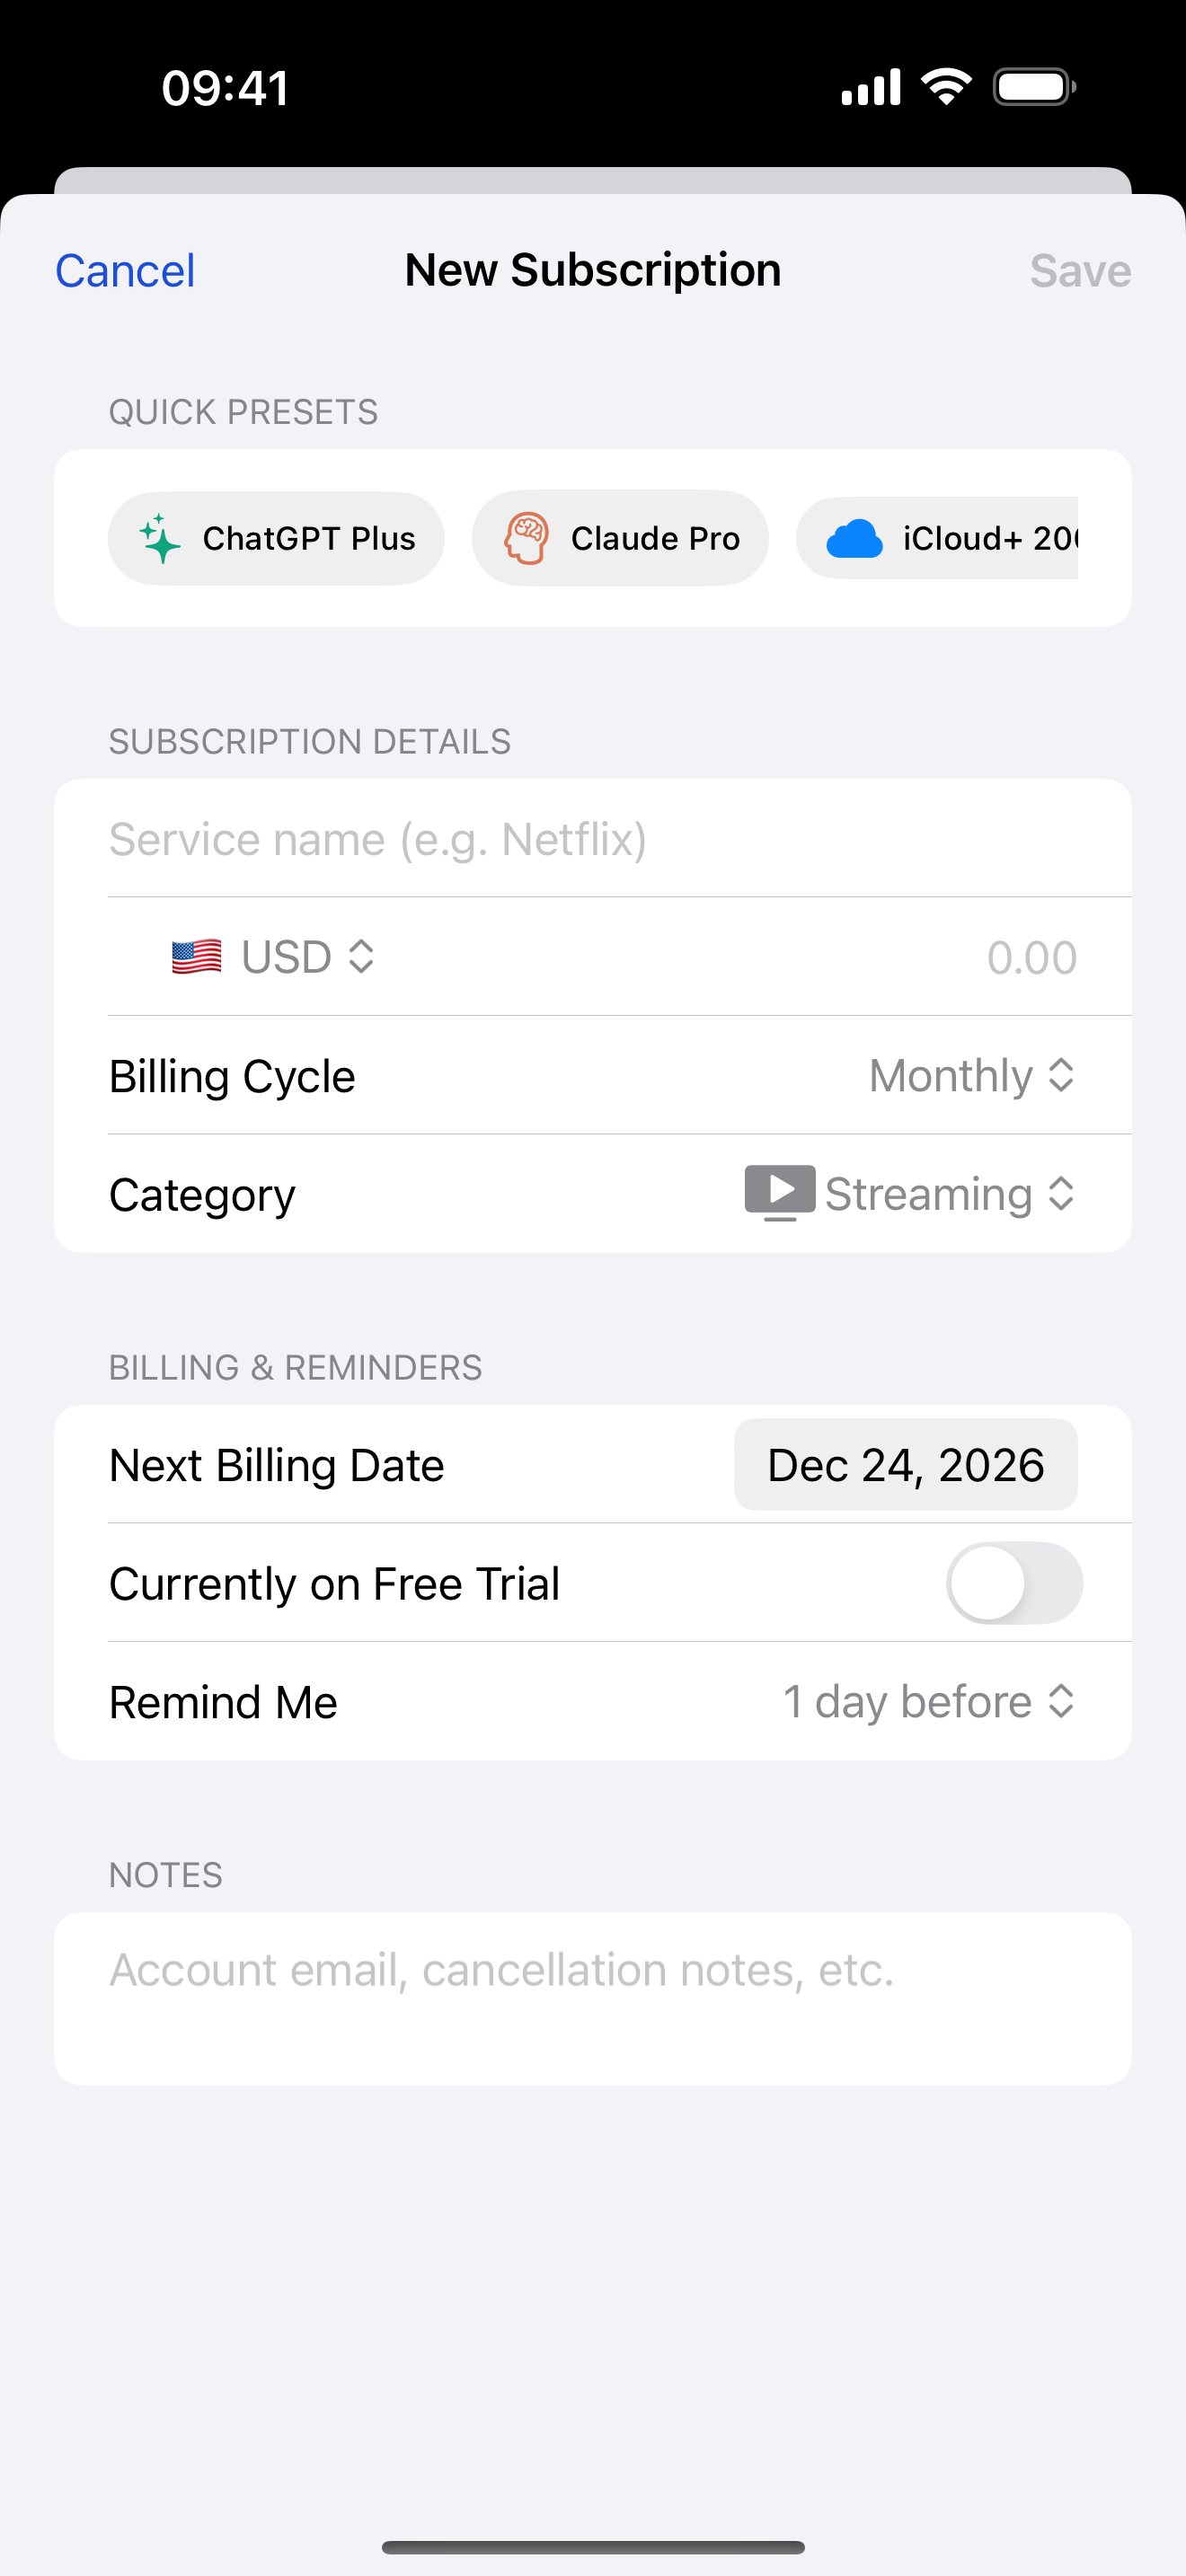 09:41
Cancel New Subscription Save
QUICK PRESETS
ChatGPT Plus Claude Pro iCloud+ 200
SUBSCRIPTION DETAILS
Service name (e.g. Netflix)
USD 0.00
Billing Cycle Monthly
Category Streaming
BILLING & REMINDERS
Next Billing Date Dec 24, 2026
Currently on Free Trial
Remind Me 1 day before
NOTES
Account email, cancellation notes, etc.